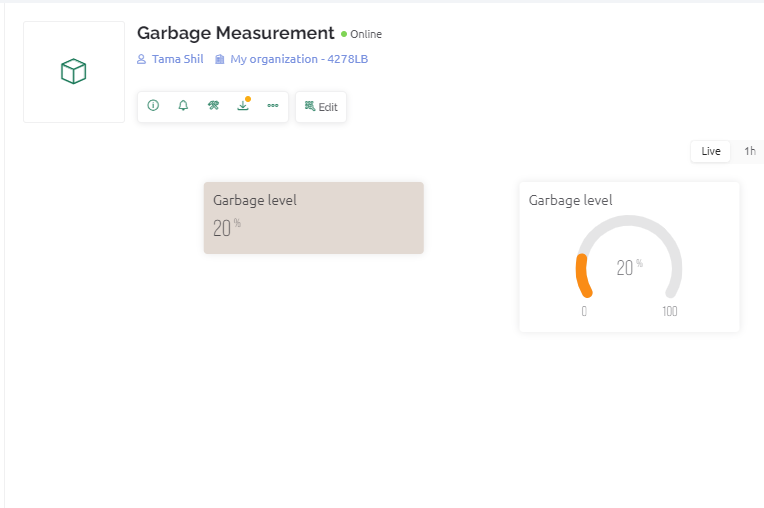 Garbage Measurement Online
Tama Shil My organization - 4278LB
Edit
Live 1h
Garbage level
20 %
Garbage level
20 %
0 100